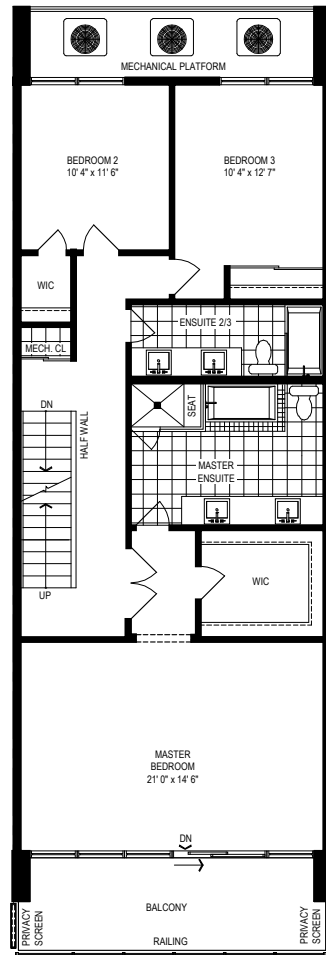 MECHANICAL PLATFORM
BEDROOM 2
10' 4" x 11' 6"
BEDROOM 3
10' 4" x 12' 7"
WIC
ENSUITE 2/3
MECH. CL
SEAT
DN
HALF WALL
MASTER
ENSUITE
UP
WIC
MASTER
BEDROOM
21' 0" x 14' 6"
DN
BALCONY
PRIVACY
SCREEN
PRIVACY
SCREEN
RAILING